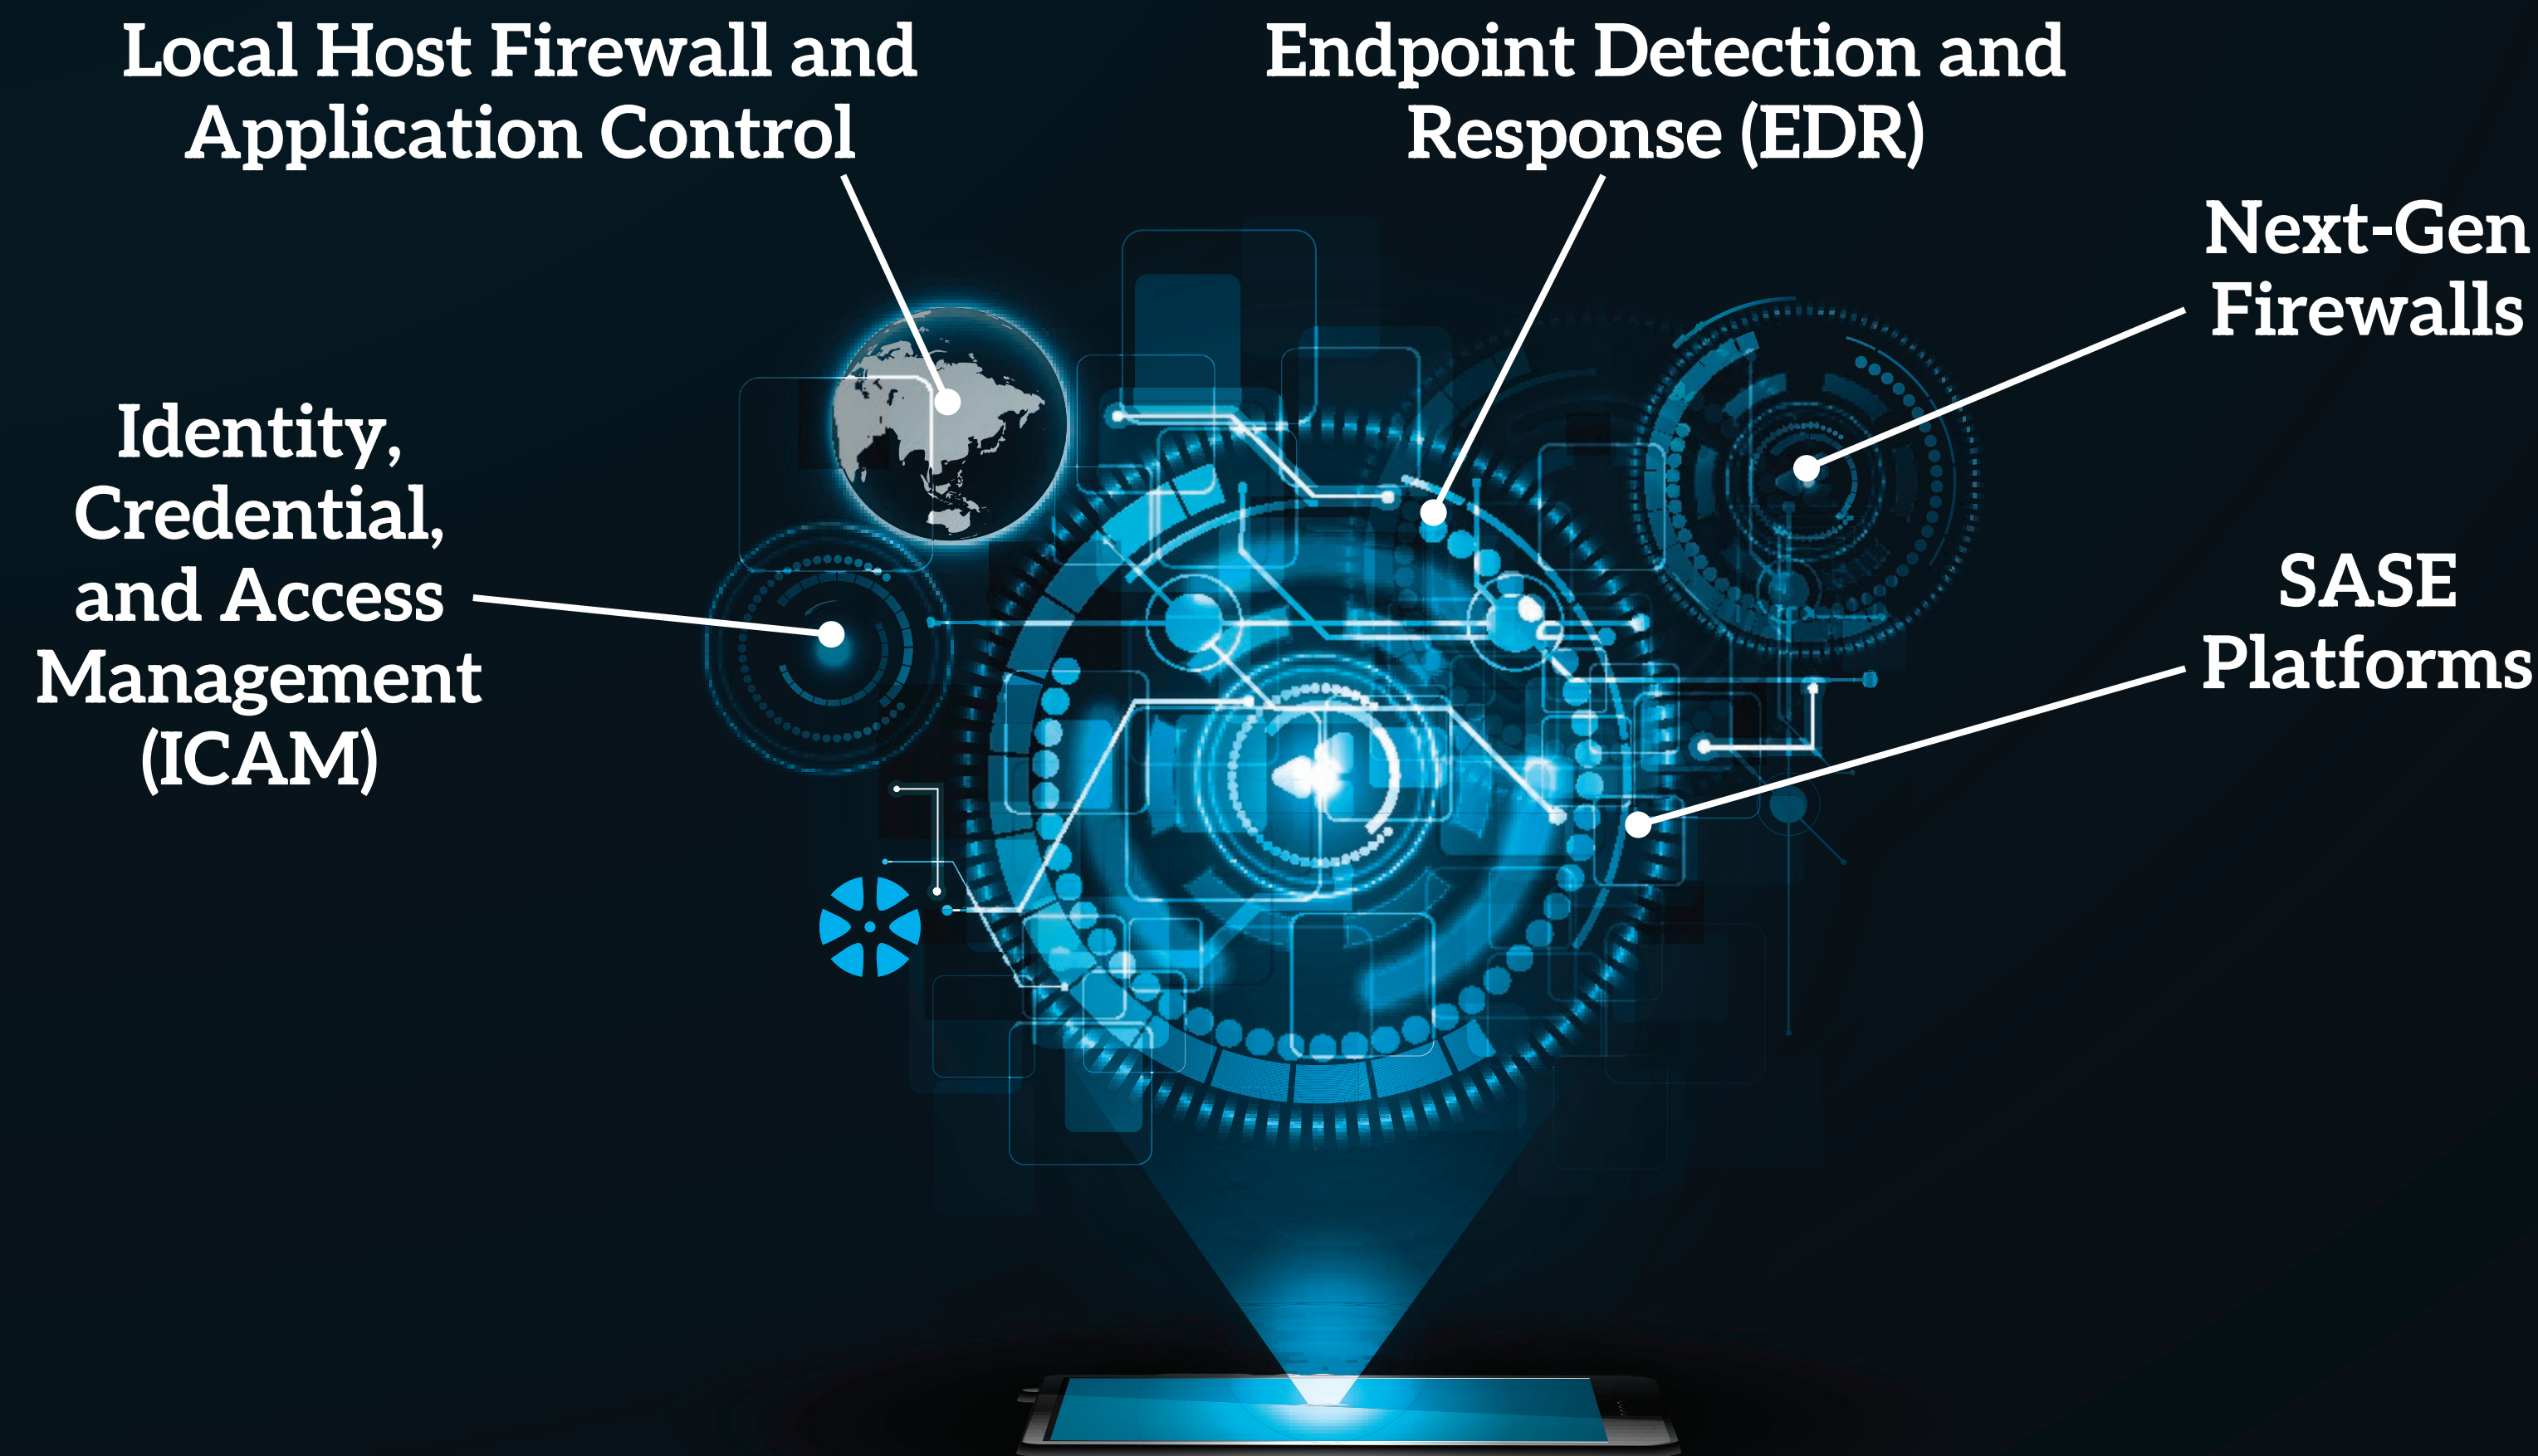 Local Host Firewall and
Application Control
Endpoint Detection and
Response (EDR)
Next-Gen
Firewalls
Identity,
Credential,
and Access
Management
(ICAM)
SASE
Platforms